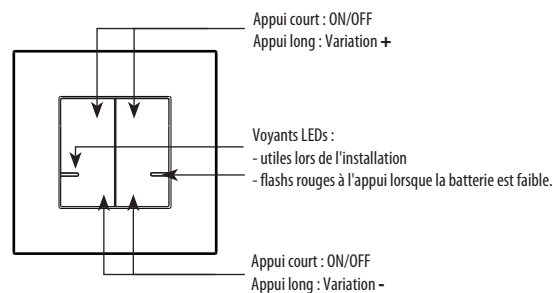 Appui court : ON/OFF
Appui long : Variation +
Voyants LEDs :
- utiles lors de l'installation
- flashs rouges à l'appui lorsque la batterie est faible.
Appui court : ON/OFF
Appui long : Variation -